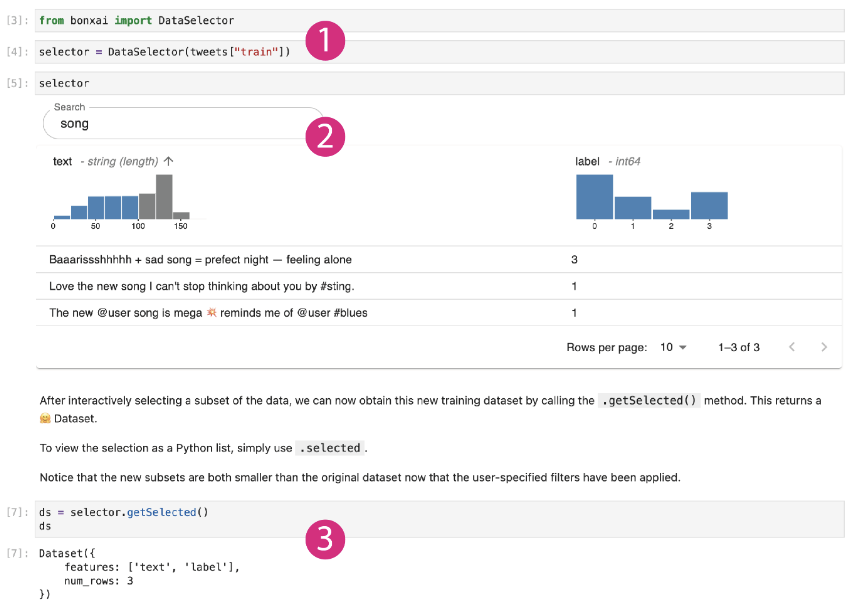 [3]: from bonxai import DataSelector
1
[4]: selector = DataSelector(tweets["train"])
[5]: selector
Search
song
2
text - string (length) ↑ label - int64
0 50 100 150 0 1 2 3
Baaarissshhhhh + sad song = prefect night — feeling alone 3
Love the new song I can't stop thinking about you by #sting. 1
The new @user song is mega 💥 reminds me of @user #blues 1
Rows per page: 10 1–3 of 3
After interactively selecting a subset of the data, we can now obtain this new training dataset by calling the .getSelected() method. This returns a
🤗 Dataset.
To view the selection as a Python list, simply use .selected.
Notice that the new subsets are both smaller than the original dataset now that the user-specified filters have been applied.
[7]: ds = selector.getSelected()
ds
3
[7]: Dataset({
features: ['text', 'label'],
num_rows: 3
})